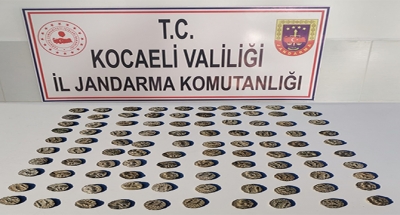 T.C.
KOCAELİ VALİLİĞİ
İL JANDARMA KOMUTANLIĞI